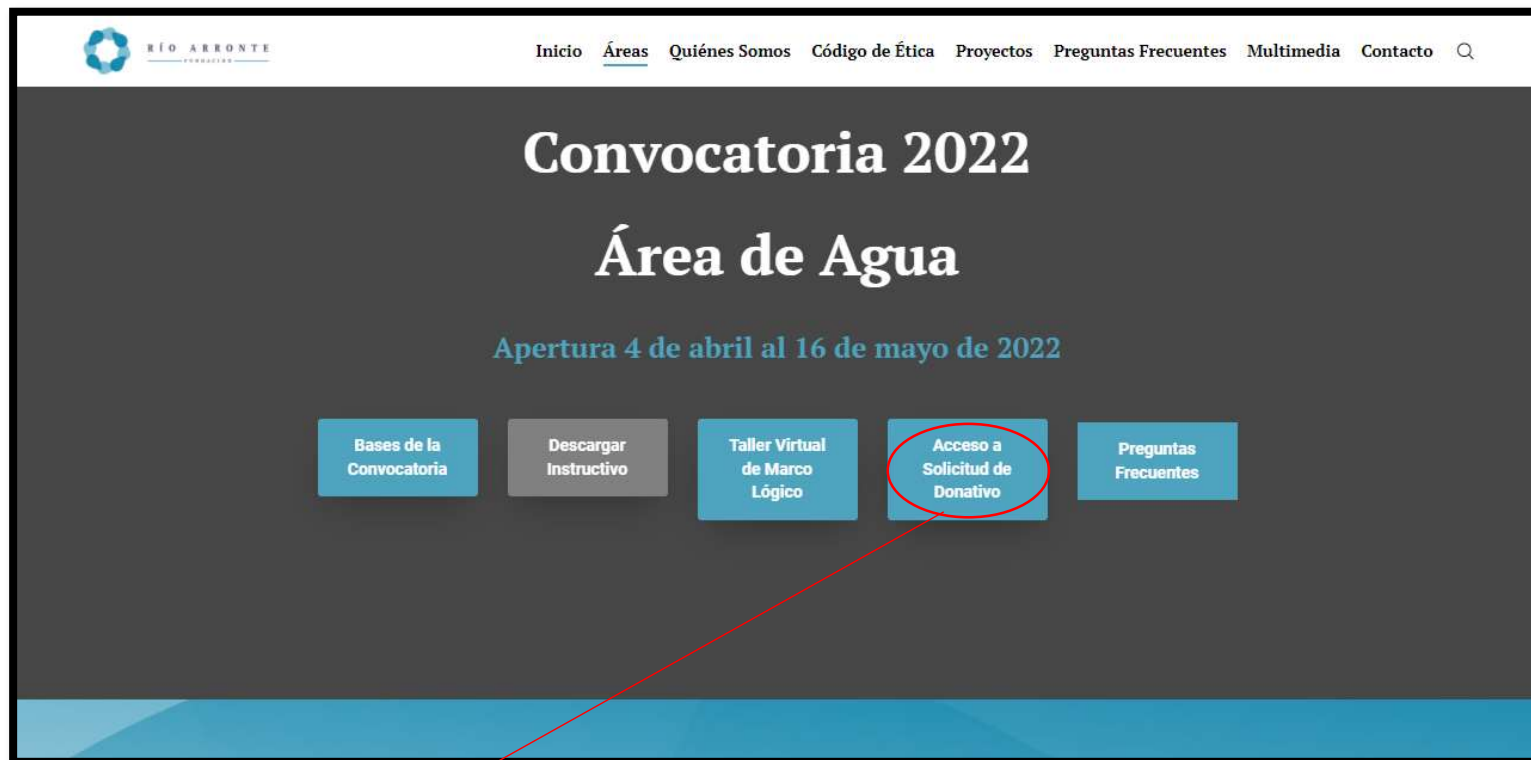 RÍO ARRONTE
FUNDACIÓN
Inicio Áreas Quiénes Somos Código de Ética Proyectos Preguntas Frecuentes Multimedia Contacto
Convocatoria 2022
Área de Agua
Apertura 4 de abril al 16 de mayo de 2022
Bases de la
Convocatoria
Descargar
Instructivo
Taller Virtual
de Marco
Lógico
Acceso a
Solicitud de
Donativo
Preguntas
Frecuentes